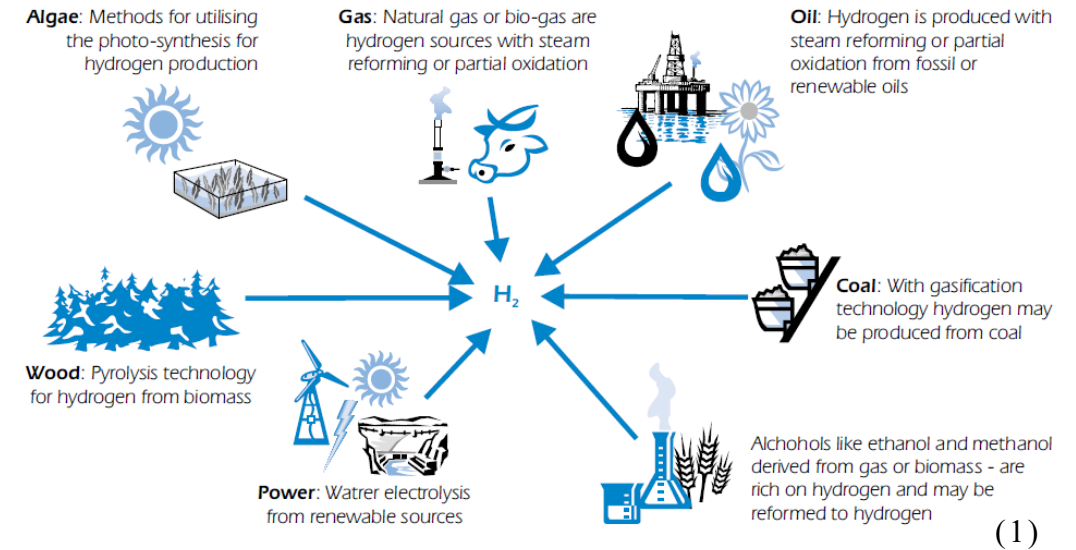 Algae: Methods for utilising
the photo-synthesis for
hydrogen production
Gas: Natural gas or bio-gas are
hydrogen sources with steam
reforming or partial oxidation
Oil: Hydrogen is produced with
steam reforming or partial
oxidation from fossil or
renewable oils
H2
Coal: With gasification
technology hydrogen may
be produced from coal
Wood: Pyrolysis technology
for hydrogen from biomass
Power: Watrer electrolysis
from renewable sources
Alchohols like ethanol and methanol
derived from gas or biomass - are
rich on hydrogen and may be
reformed to hydrogen
(1)